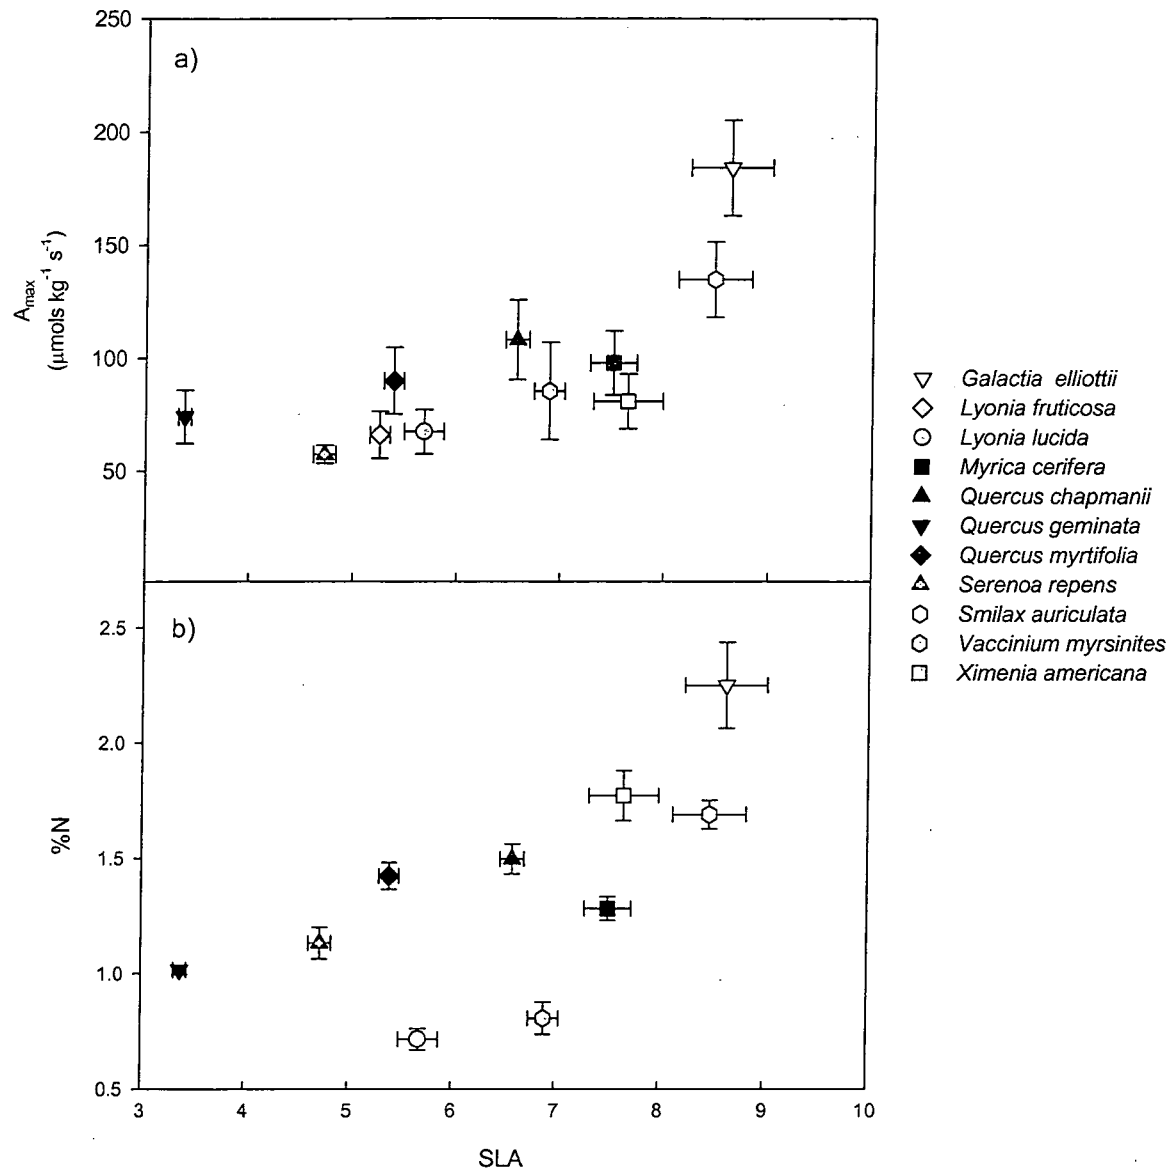 250
a)
200
150
100
50
Amax
(μmols kg⁻¹ s⁻¹)
Galactia elliottii
Lyonia fruticosa
Lyonia lucida
Myrica cerifera
Quercus chapmanii
Quercus geminata
Quercus myrtifolia
Serenoa repens
Smilax auriculata
Vaccinium myrsinites
Ximenia americana
b)
2.5
2.0
1.5
1.0
0.5
%N
3 4 5 6 7 8 9 10
SLA